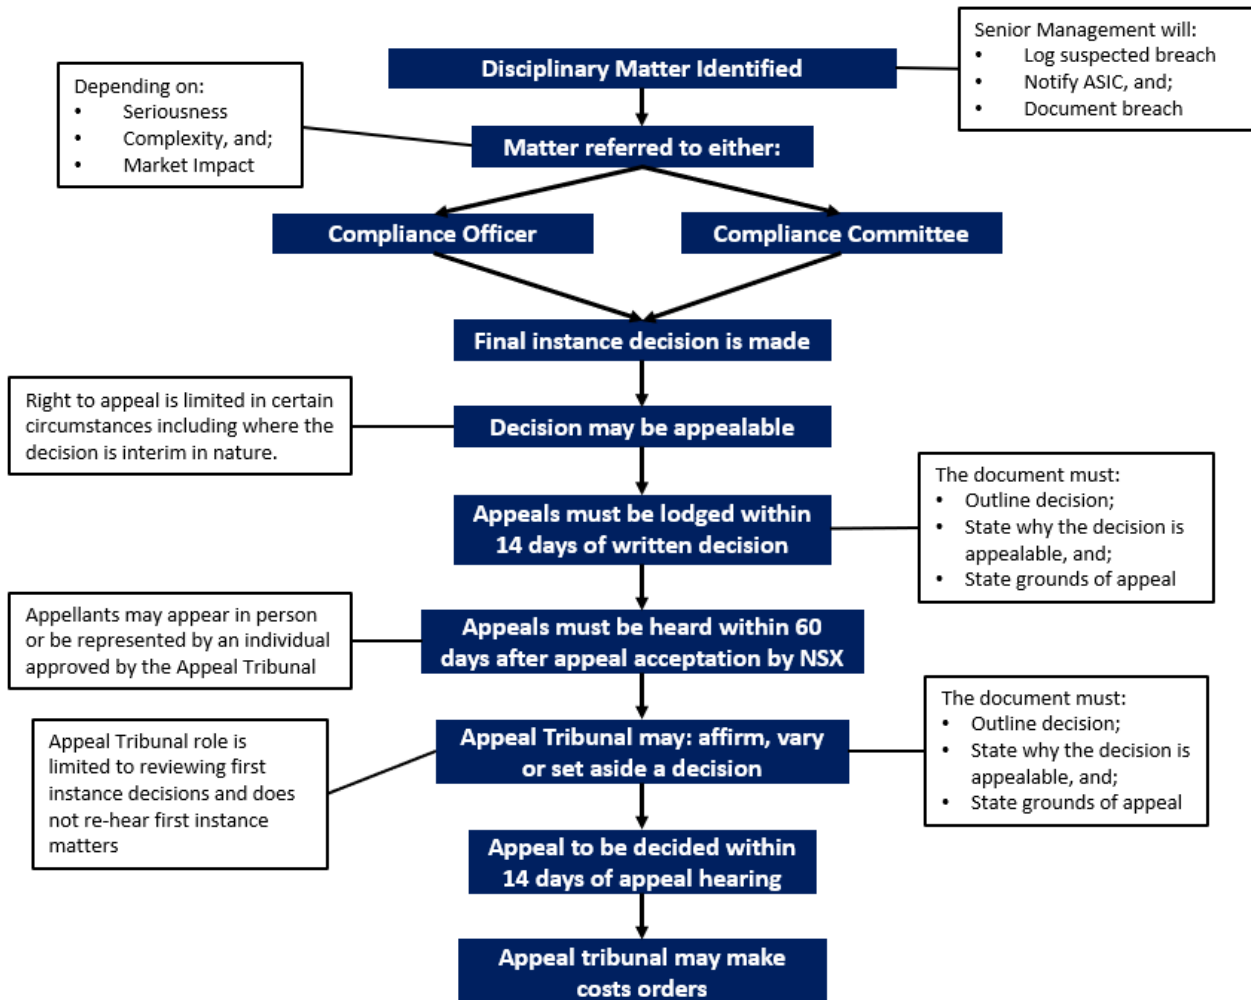 Senior Management will:
• Log suspected breach
• Notify ASIC, and;
• Document breach
Disciplinary Matter Identified
Depending on:
• Seriousness
• Complexity, and;
• Market Impact
Matter referred to either:
Compliance Officer
Compliance Committee
Final instance decision is made
Right to appeal is limited in certain
circumstances including where the
decision is interim in nature.
Decision may be appealable
The document must:
• Outline decision;
• State why the decision is
appealable, and;
• State grounds of appeal
Appeals must be lodged within
14 days of written decision
Appellants may appear in person
or be represented by an individual
approved by the Appeal Tribunal
Appeals must be heard within 60
days after appeal acceptation by NSX
The document must:
• Outline decision;
• State why the decision is
appealable, and;
• State grounds of appeal
Appeal Tribunal role is
limited to reviewing first
instance decisions and does
not re-hear first instance
matters
Appeal Tribunal may: affirm, vary
or set aside a decision
Appeal to be decided within
14 days of appeal hearing
Appeal tribunal may make
costs orders